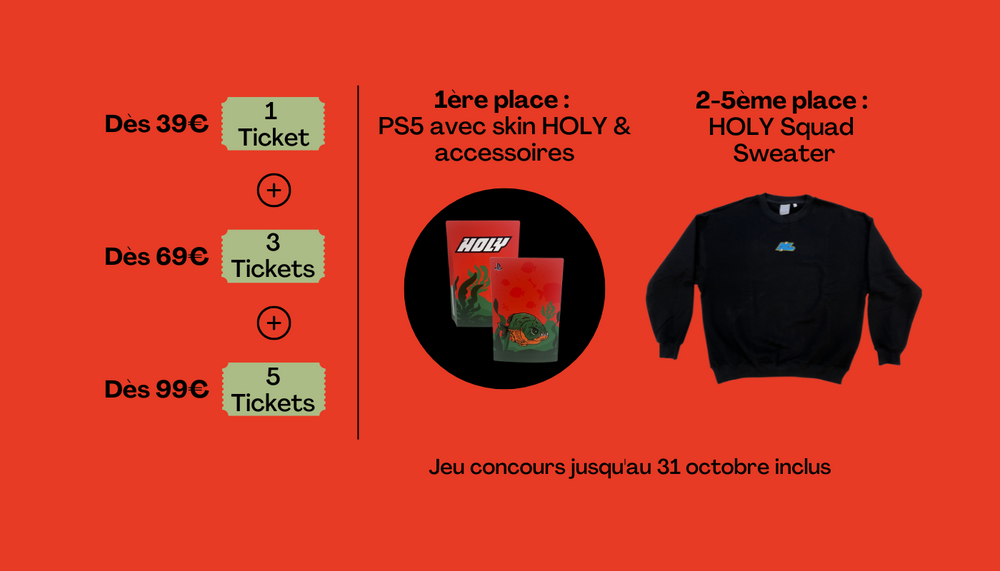 Dès 39€
1
Ticket
+
Dès 69€
3
Tickets
+
Dès 99€
5
Tickets
1ère place :
PS5 avec skin HOLY &
accessoires
HOLY
2-5ème place :
HOLY Squad
Sweater
Jeu concours jusqu'au 31 octobre inclus